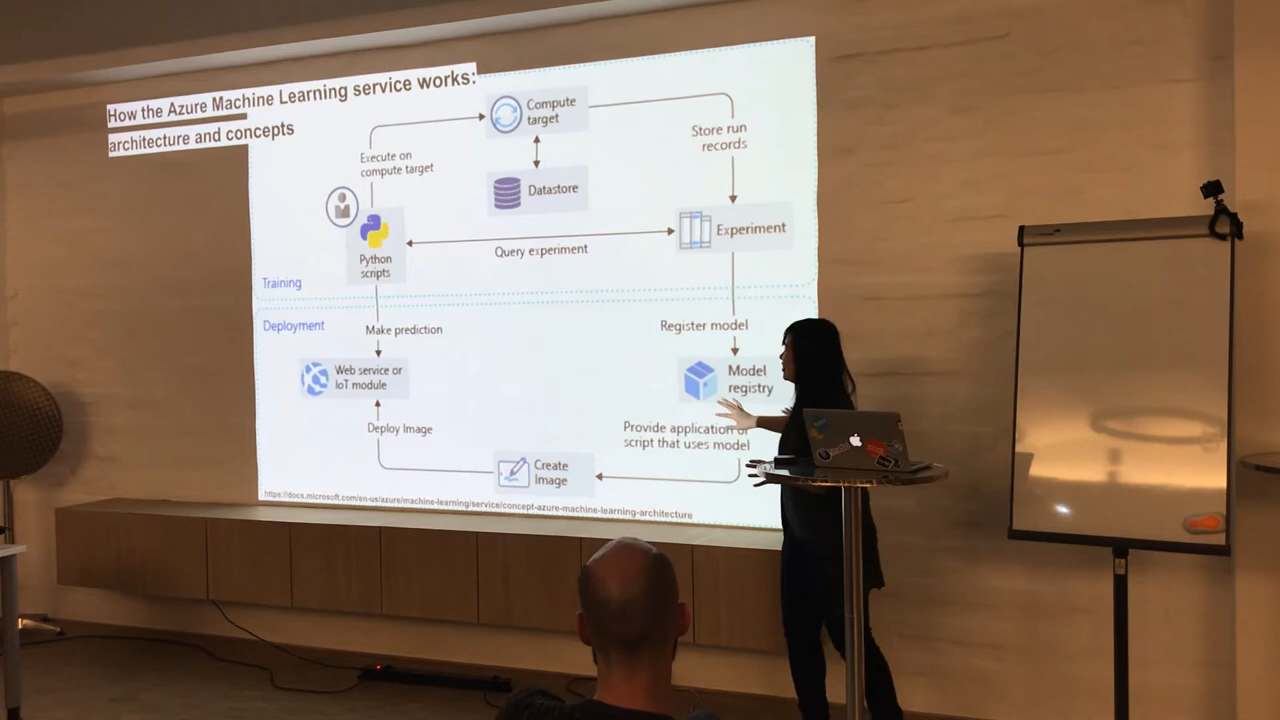 How the Azure Machine Learning service works:
architecture and concepts
Compute
target
Execute on
compute target
Store run
records
Datastore
Python
scripts
Query experiment
Experiment
Training
Deployment
Make prediction
Register model
Web service or
IoT module
Model
registry
Deploy Image
Provide application or
script that uses model
Create
Image
https://docs.microsoft.com/en-us/azure/machine-learning/service/concept-azure-machine-learning-architecture